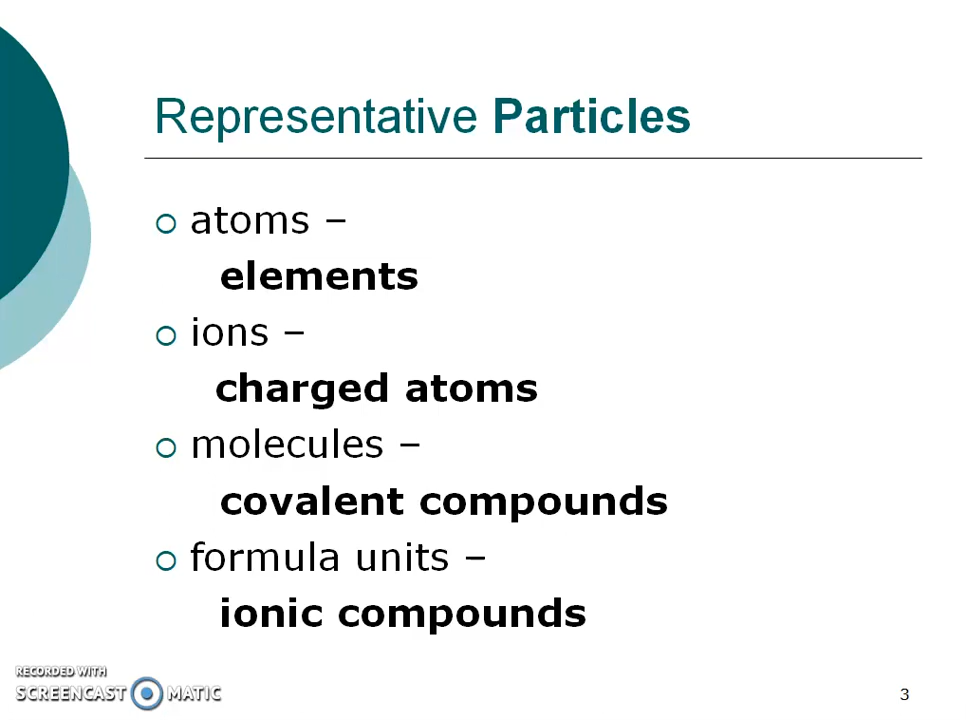 Representative Particles
atoms –
elements
ions –
charged atoms
molecules –
covalent compounds
formula units –
ionic compounds
RECORDED WITH
SCREENCAST MATIC
3